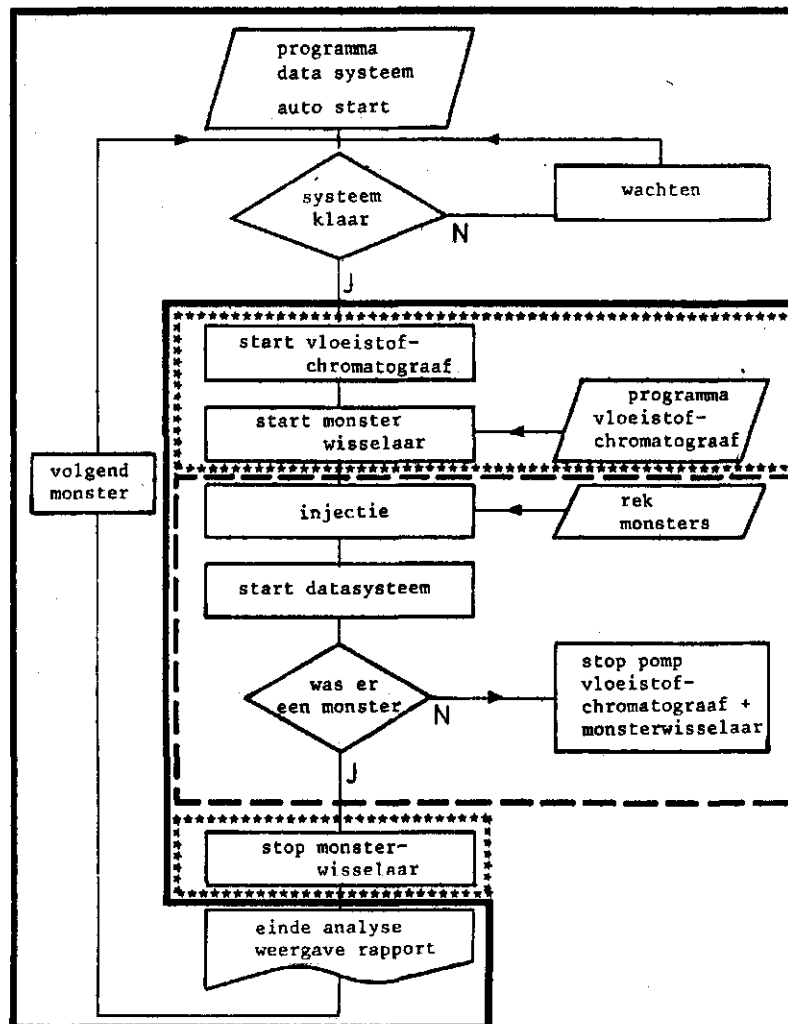 programma
data systeem
auto start
systeem
klaar
N
wachten
J
start vloeistof-
chromatograaf
start monster
wisselaar
programma
vloeistof-
chromatograaf
volgend
monster
injectie
rek
monsters
start datasysteem
was er
een monster
N
stop pomp
vloeistof-
chromatograaf +
monsterwisselaar
J
stop monster-
wisselaar
einde analyse
weergave rapport